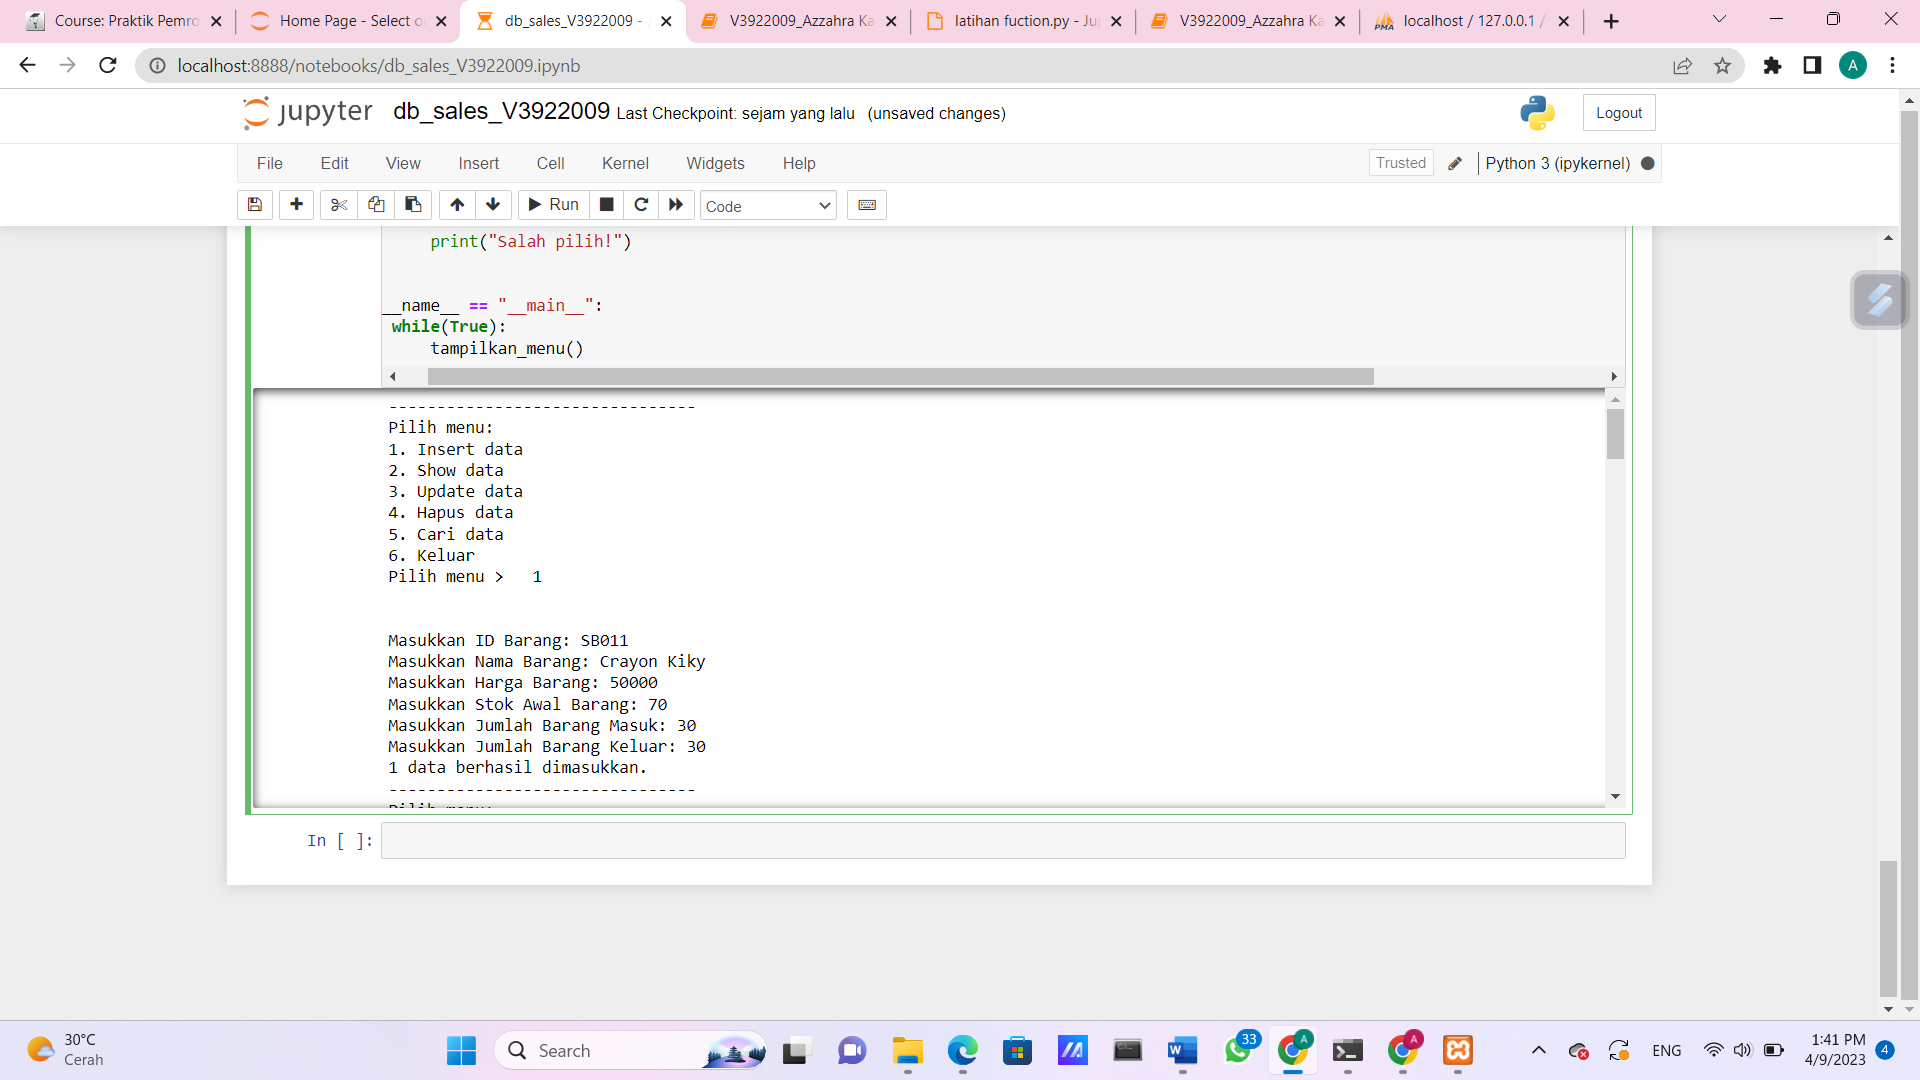 Course: Praktik Pemro
Home Page - Select o
db_sales_V3922009 -
V3922009_Azzahra Ka
latihan fuction.py - Ju
V3922009_Azzahra Ka
localhost / 127.0.0.1 /
localhost:8888/notebooks/db_sales_V3922009.ipynb
A
jupyter db_sales_V3922009 Last Checkpoint: sejam yang lalu (unsaved changes)
Logout
File Edit View Insert Cell Kernel Widgets Help
Trusted
Python 3 (ipykernel)
Run
Code
print("Salah pilih!")
__name__ == "__main__":
while(True):
tampilkan_menu()
--------------------------------
Pilih menu:
1. Insert data
2. Show data
3. Update data
4. Hapus data
5. Cari data
6. Keluar
Pilih menu > 1
Masukkan ID Barang: SB011
Masukkan Nama Barang: Crayon Kiky
Masukkan Harga Barang: 50000
Masukkan Stok Awal Barang: 70
Masukkan Jumlah Barang Masuk: 30
Masukkan Jumlah Barang Keluar: 30
1 data berhasil dimasukkan.
--------------------------------
Pilih menu:
In [ ]:
30°C
Cerah
Search
33
A
A
ENG
1:41 PM
4/9/2023
4